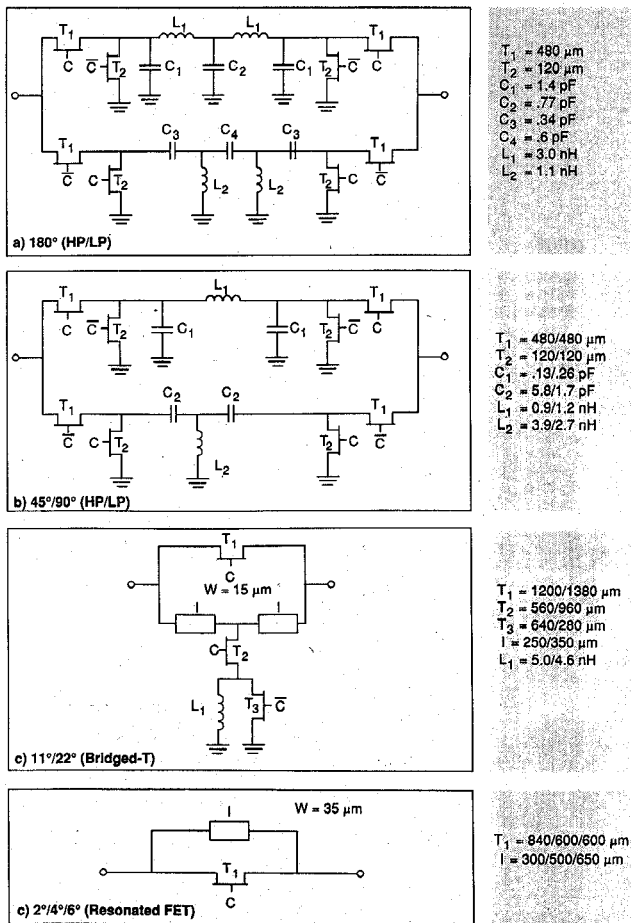 L1 L1
T1 T1
C C
C̅ T2 C1 C2 C1 T2 C̅
C3 C4 C3
T1 T1
C̅ C̅
C T2 L2 L2 T2 C
a) 180° (HP/LP)
T1 = 480 µm
T2 = 120 µm
C1 = 1.4 pF
C2 = .77 pF
C3 = .34 pF
C4 = .6 pF
L1 = 3.0 nH
L2 = 1.1 nH
L1
T1 T1
C C
C̅ T2 C1 C1 T2 C̅
C2 C2
T1 T1
C̅ C̅
C T2 L2 T2 C
b) 45°/90° (HP/LP)
T1 = 480/480 µm
T2 = 120/120 µm
C1 = .13/.26 pF
C2 = 5.8/1.7 pF
L1 = 0.9/1.2 nH
L2 = 3.9/2.7 nH
T1
C
W = 15 µm
l l
C T2
L1 T3 C̅
c) 11°/22° (Bridged-T)
T1 = 1200/1380 µm
T2 = 560/960 µm
T3 = 640/280 µm
l = 250/350 µm
L1 = 5.0/4.6 nH
l W = 35 µm
T1
C
c) 2°/4°/6° (Resonated FET)
T1 = 840/600/600 µm
l = 300/500/650 µm